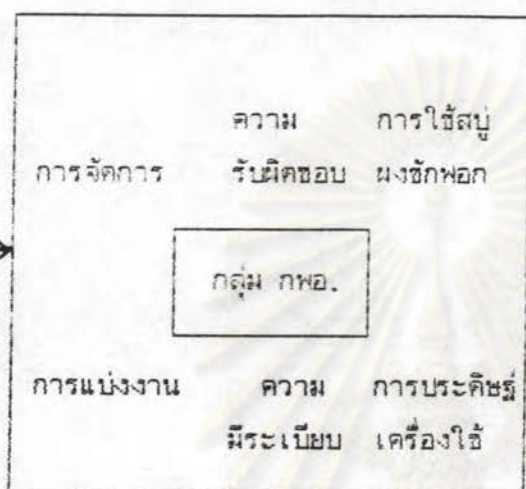 ความ การใช้สบู่
การจัดการ รับผิดชอบ ผงซักฟอก
กลุ่ม กพอ.
การแบ่งงาน ความ การประดิษฐ์
มีระเบียบ เครื่องใช้